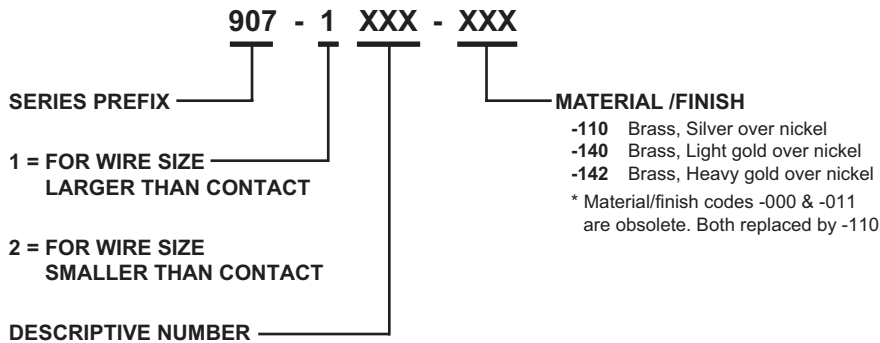 907 - 1 XXX - XXX
SERIES PREFIX
1 = FOR WIRE SIZE
LARGER THAN CONTACT
2 = FOR WIRE SIZE
SMALLER THAN CONTACT
DESCRIPTIVE NUMBER
MATERIAL /FINISH
-110 Brass, Silver over nickel
-140 Brass, Light gold over nickel
-142 Brass, Heavy gold over nickel
* Material/finish codes -000 & -011
are obsolete. Both replaced by -110